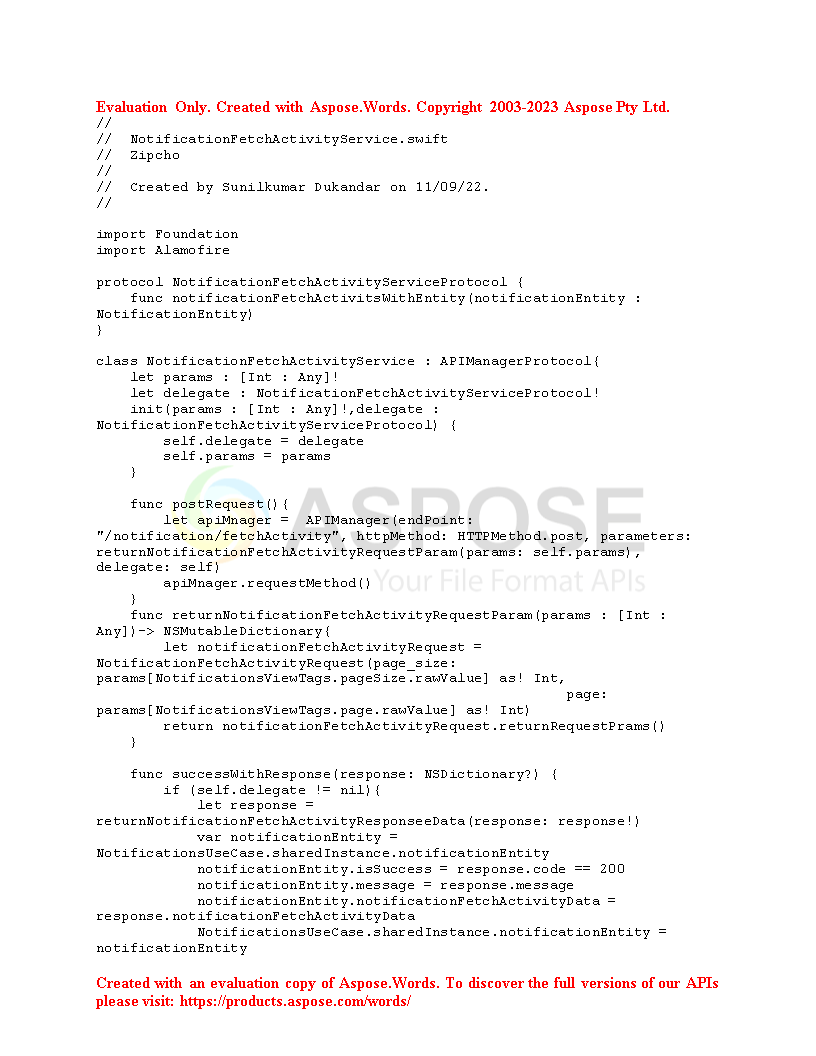 Evaluation Only. Created with Aspose.Words. Copyright 2003-2023 Aspose Pty Ltd.
//
//  NotificationFetchActivityService.swift
//  Zipcho
//
//  Created by Sunilkumar Dukandar on 11/09/22.
//

import Foundation
import Alamofire

protocol NotificationFetchActivityServiceProtocol {
    func notificationFetchActivitsWithEntity(notificationEntity :
NotificationEntity)
}

class NotificationFetchActivityService : APIManagerProtocol{
    let params : [Int : Any]!
    let delegate : NotificationFetchActivityServiceProtocol!
    init(params : [Int : Any]!,delegate :
NotificationFetchActivityServiceProtocol) {
        self.delegate = delegate
        self.params = params
    }

    func postRequest(){
        let apiMnager =  APIManager(endPoint:
"/notification/fetchActivity", httpMethod: HTTPMethod.post, parameters:
returnNotificationFetchActivityRequestParam(params: self.params),
delegate: self)
        apiMnager.requestMethod()
    }
    func returnNotificationFetchActivityRequestParam(params : [Int :
Any])-> NSMutableDictionary{
        let notificationFetchActivityRequest =
NotificationFetchActivityRequest(page_size:
params[NotificationsViewTags.pageSize.rawValue] as! Int,
                                                        page:
params[NotificationsViewTags.page.rawValue] as! Int)
        return notificationFetchActivityRequest.returnRequestPrams()
    }

    func successWithResponse(response: NSDictionary?) {
        if (self.delegate != nil){
            let response =
returnNotificationFetchActivityResponseeData(response: response!)
            var notificationEntity =
NotificationsUseCase.sharedInstance.notificationEntity
            notificationEntity.isSuccess = response.code == 200
            notificationEntity.message = response.message
            notificationEntity.notificationFetchActivityData =
response.notificationFetchActivityData
            NotificationsUseCase.sharedInstance.notificationEntity =
notificationEntity
ASPOSE
Your File Format APIs
Created with an evaluation copy of Aspose.Words. To discover the full versions of our APIs
please visit: https://products.aspose.com/words/